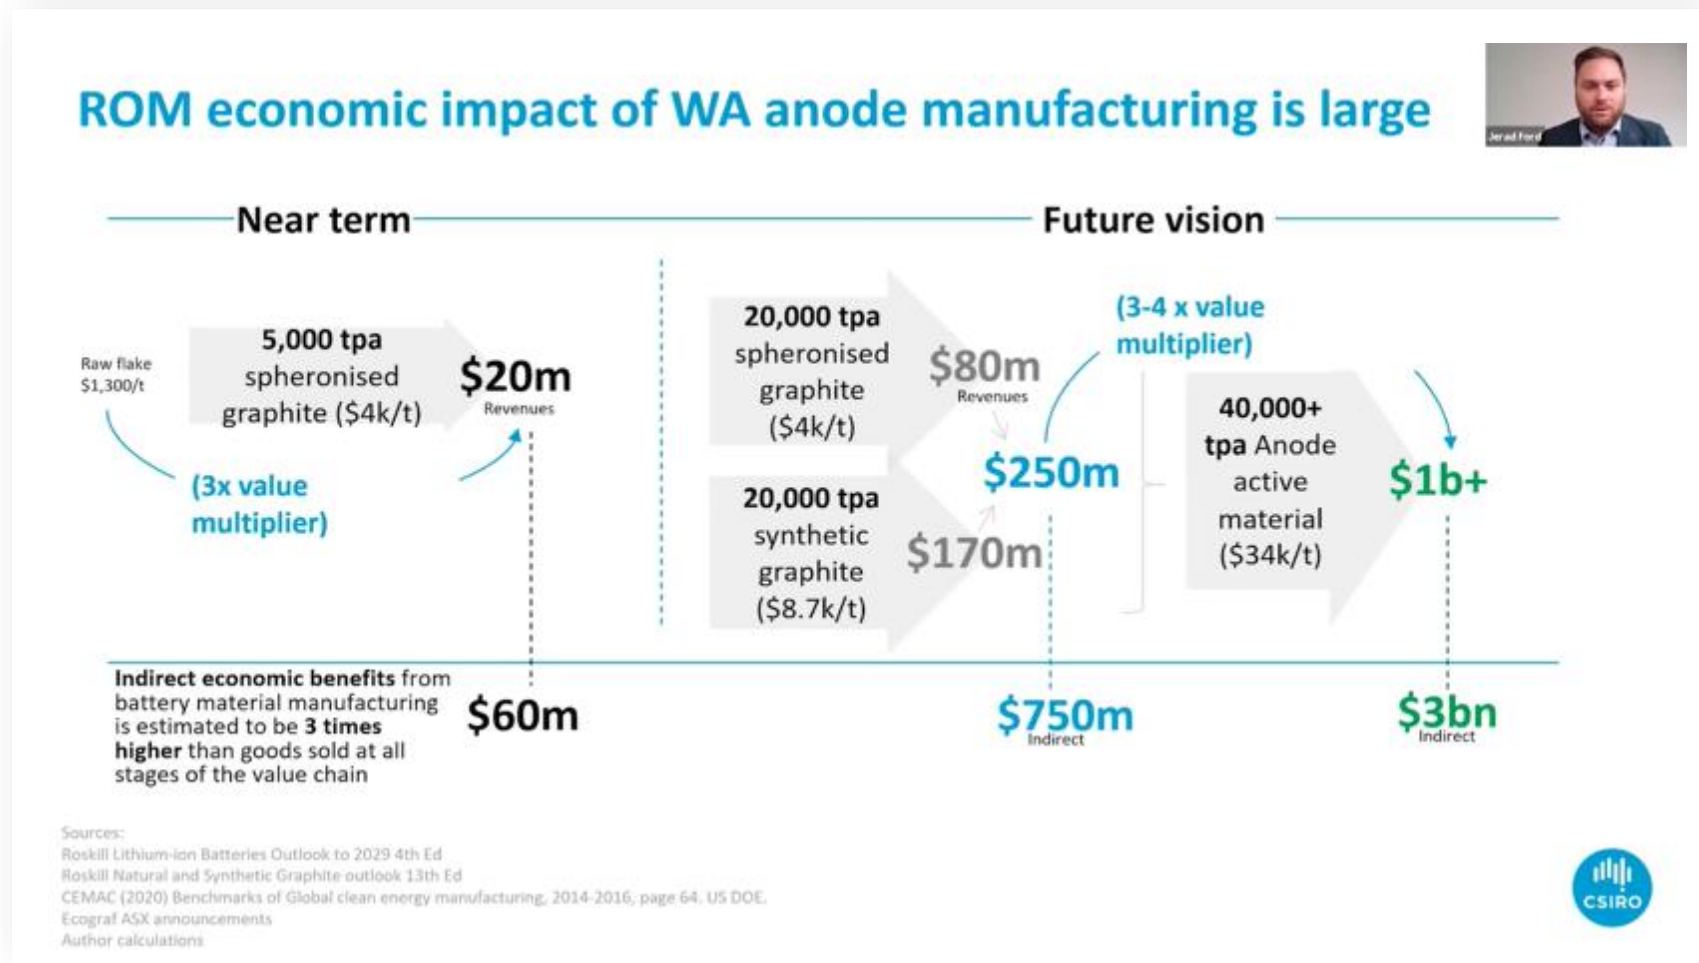 ROM economic impact of WA anode manufacturing is large
Jerad Ford
Near term
Future vision
Raw flake
$1,300/t
5,000 tpa
spheronised
graphite ($4k/t)
$20m
Revenues
(3x value
multiplier)
20,000 tpa
spheronised
graphite
($4k/t)
$80m
Revenues
20,000 tpa
synthetic
graphite
($8.7k/t)
$170m
$250m
(3-4 x value
multiplier)
40,000+
tpa Anode
active
material
($34k/t)
$1b+
Indirect economic benefits from
battery material manufacturing
is estimated to be 3 times
higher than goods sold at all
stages of the value chain
$60m
$750m
Indirect
$3bn
Indirect
Sources:
Roskill Lithium-ion Batteries Outlook to 2029 4th Ed
Roskill Natural and Synthetic Graphite outlook 13th Ed
CEMAC (2020) Benchmarks of Global clean energy manufacturing, 2014-2016, page 64. US DOE.
Ecograf ASX announcements
Author calculations
CSIRO